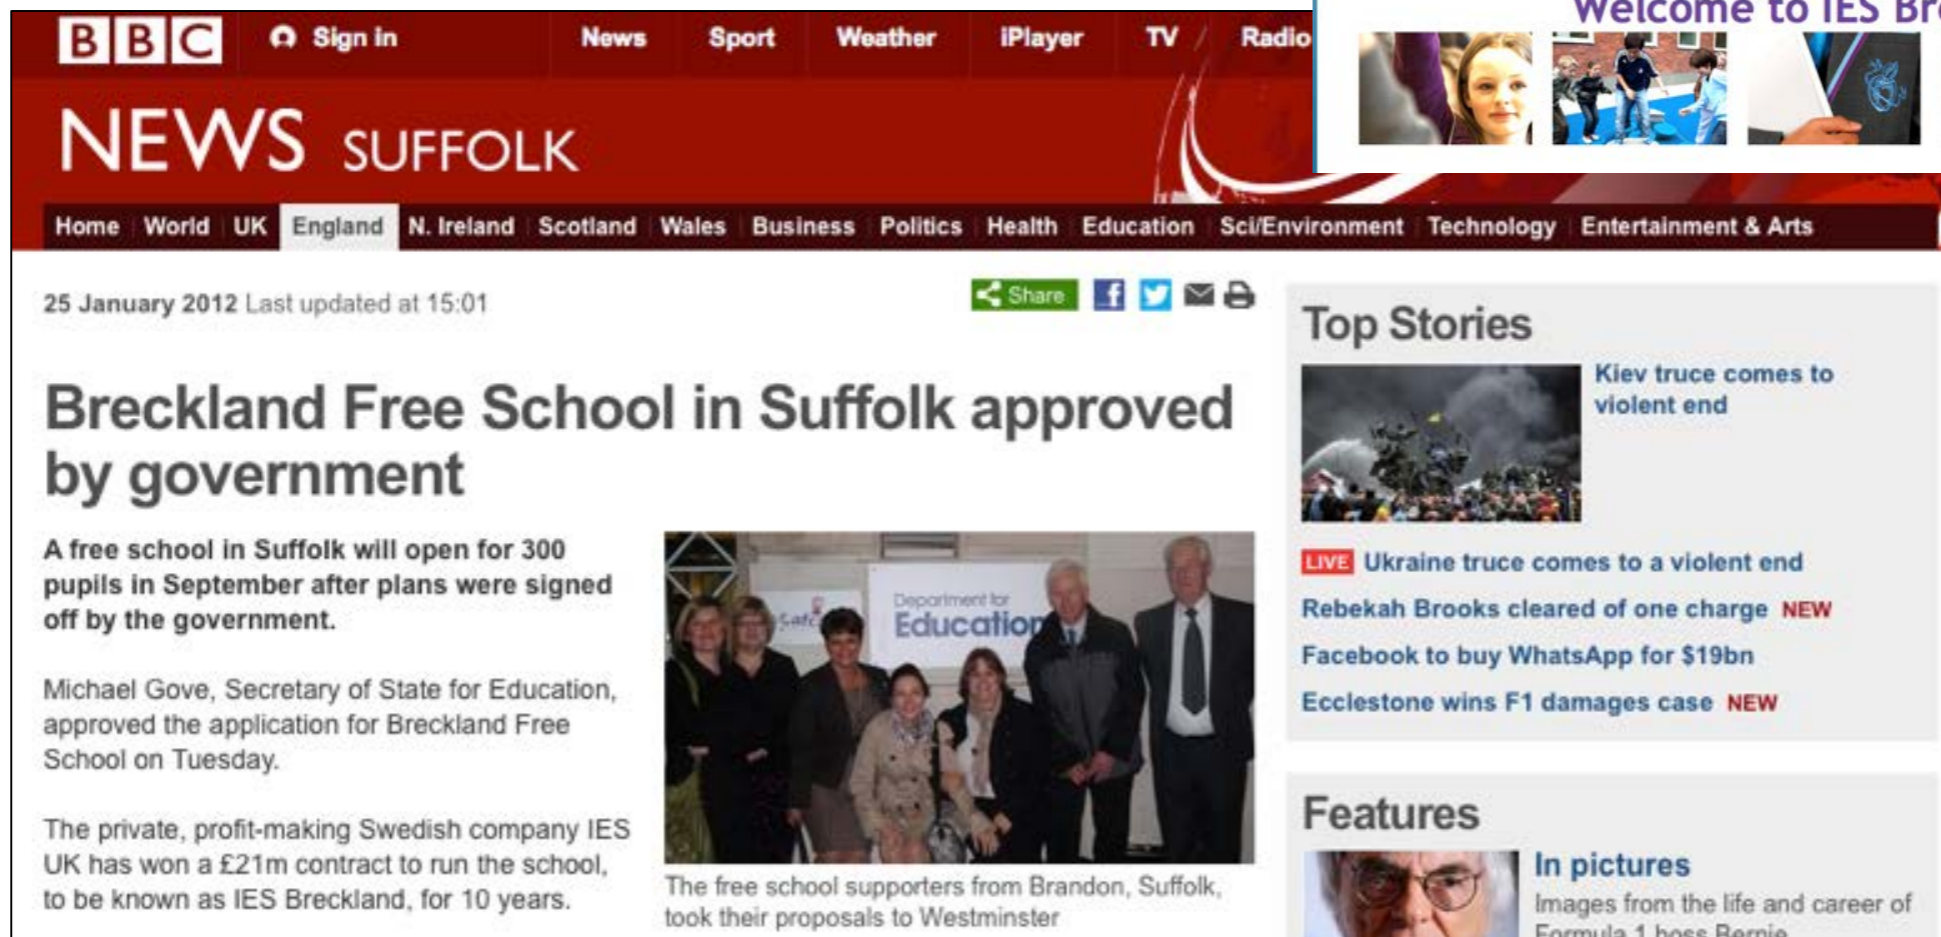 BBC Sign in News Sport Weather iPlayer TV Radio
Welcome to IES
NEWS SUFFOLK
Home World UK England N. Ireland Scotland Wales Business Politics Health Education Sci/Environment Technology Entertainment & Arts
25 January 2012 Last updated at 15:01
Share
Breckland Free School in Suffolk approved
by government
A free school in Suffolk will open for 300
pupils in September after plans were signed
off by the government.
Michael Gove, Secretary of State for Education,
approved the application for Breckland Free
School on Tuesday.
The private, profit-making Swedish company IES
UK has won a £21m contract to run the school,
to be known as IES Breckland, for 10 years.
Department for
Education
The free school supporters from Brandon, Suffolk,
took their proposals to Westminster
Top Stories
Kiev truce comes to
violent end
LIVE Ukraine truce comes to a violent end
Rebekah Brooks cleared of one charge NEW
Facebook to buy WhatsApp for $19bn
Ecclestone wins F1 damages case NEW
Features
In pictures
Images from the life and career of
Formula 1 boss Bernie